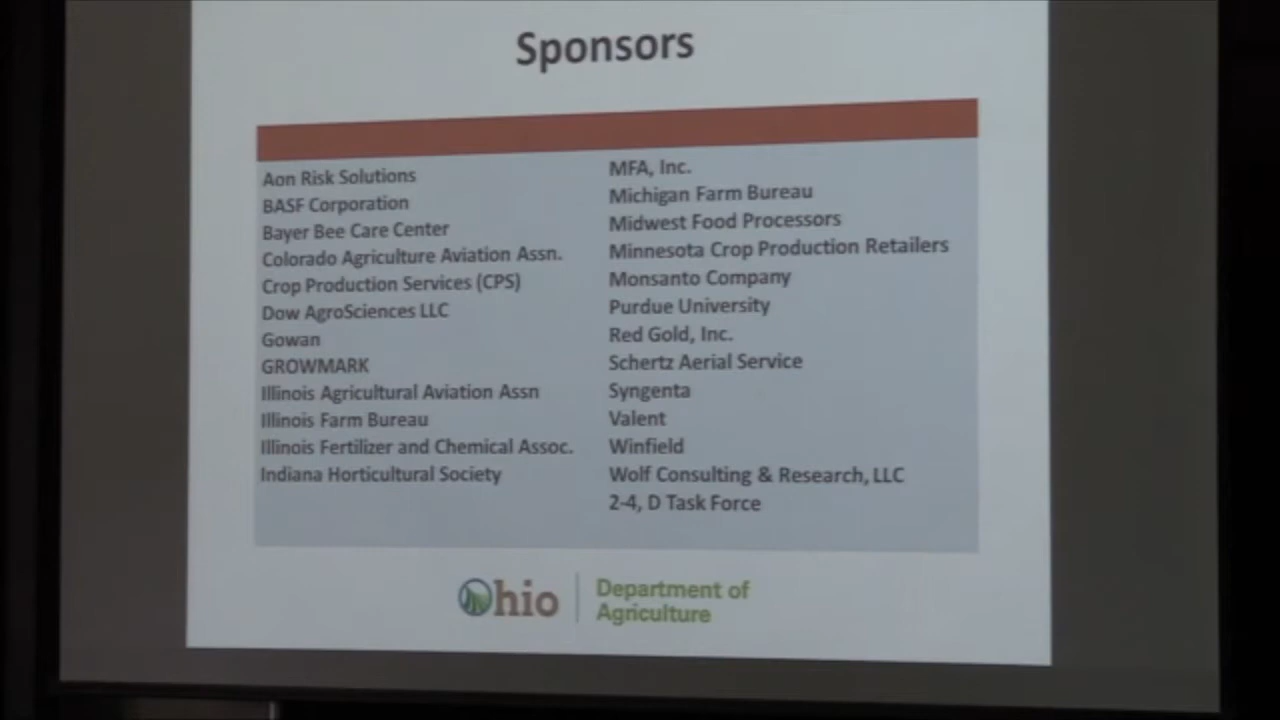 Sponsors
Aon Risk Solutions
BASF Corporation
Bayer Bee Care Center
Colorado Agriculture Aviation Assn.
Crop Production Services (CPS)
Dow AgroSciences LLC
Gowan
GROWMARK
Illinois Agricultural Aviation Assn
Illinois Farm Bureau
Illinois Fertilizer and Chemical Assoc.
Indiana Horticultural Society
MFA, Inc.
Michigan Farm Bureau
Midwest Food Processors
Minnesota Crop Production Retailers
Monsanto Company
Purdue University
Red Gold, Inc.
Schertz Aerial Service
Syngenta
Valent
Winfield
Wolf Consulting & Research, LLC
2-4, D Task Force
Ohio
Department of
Agriculture